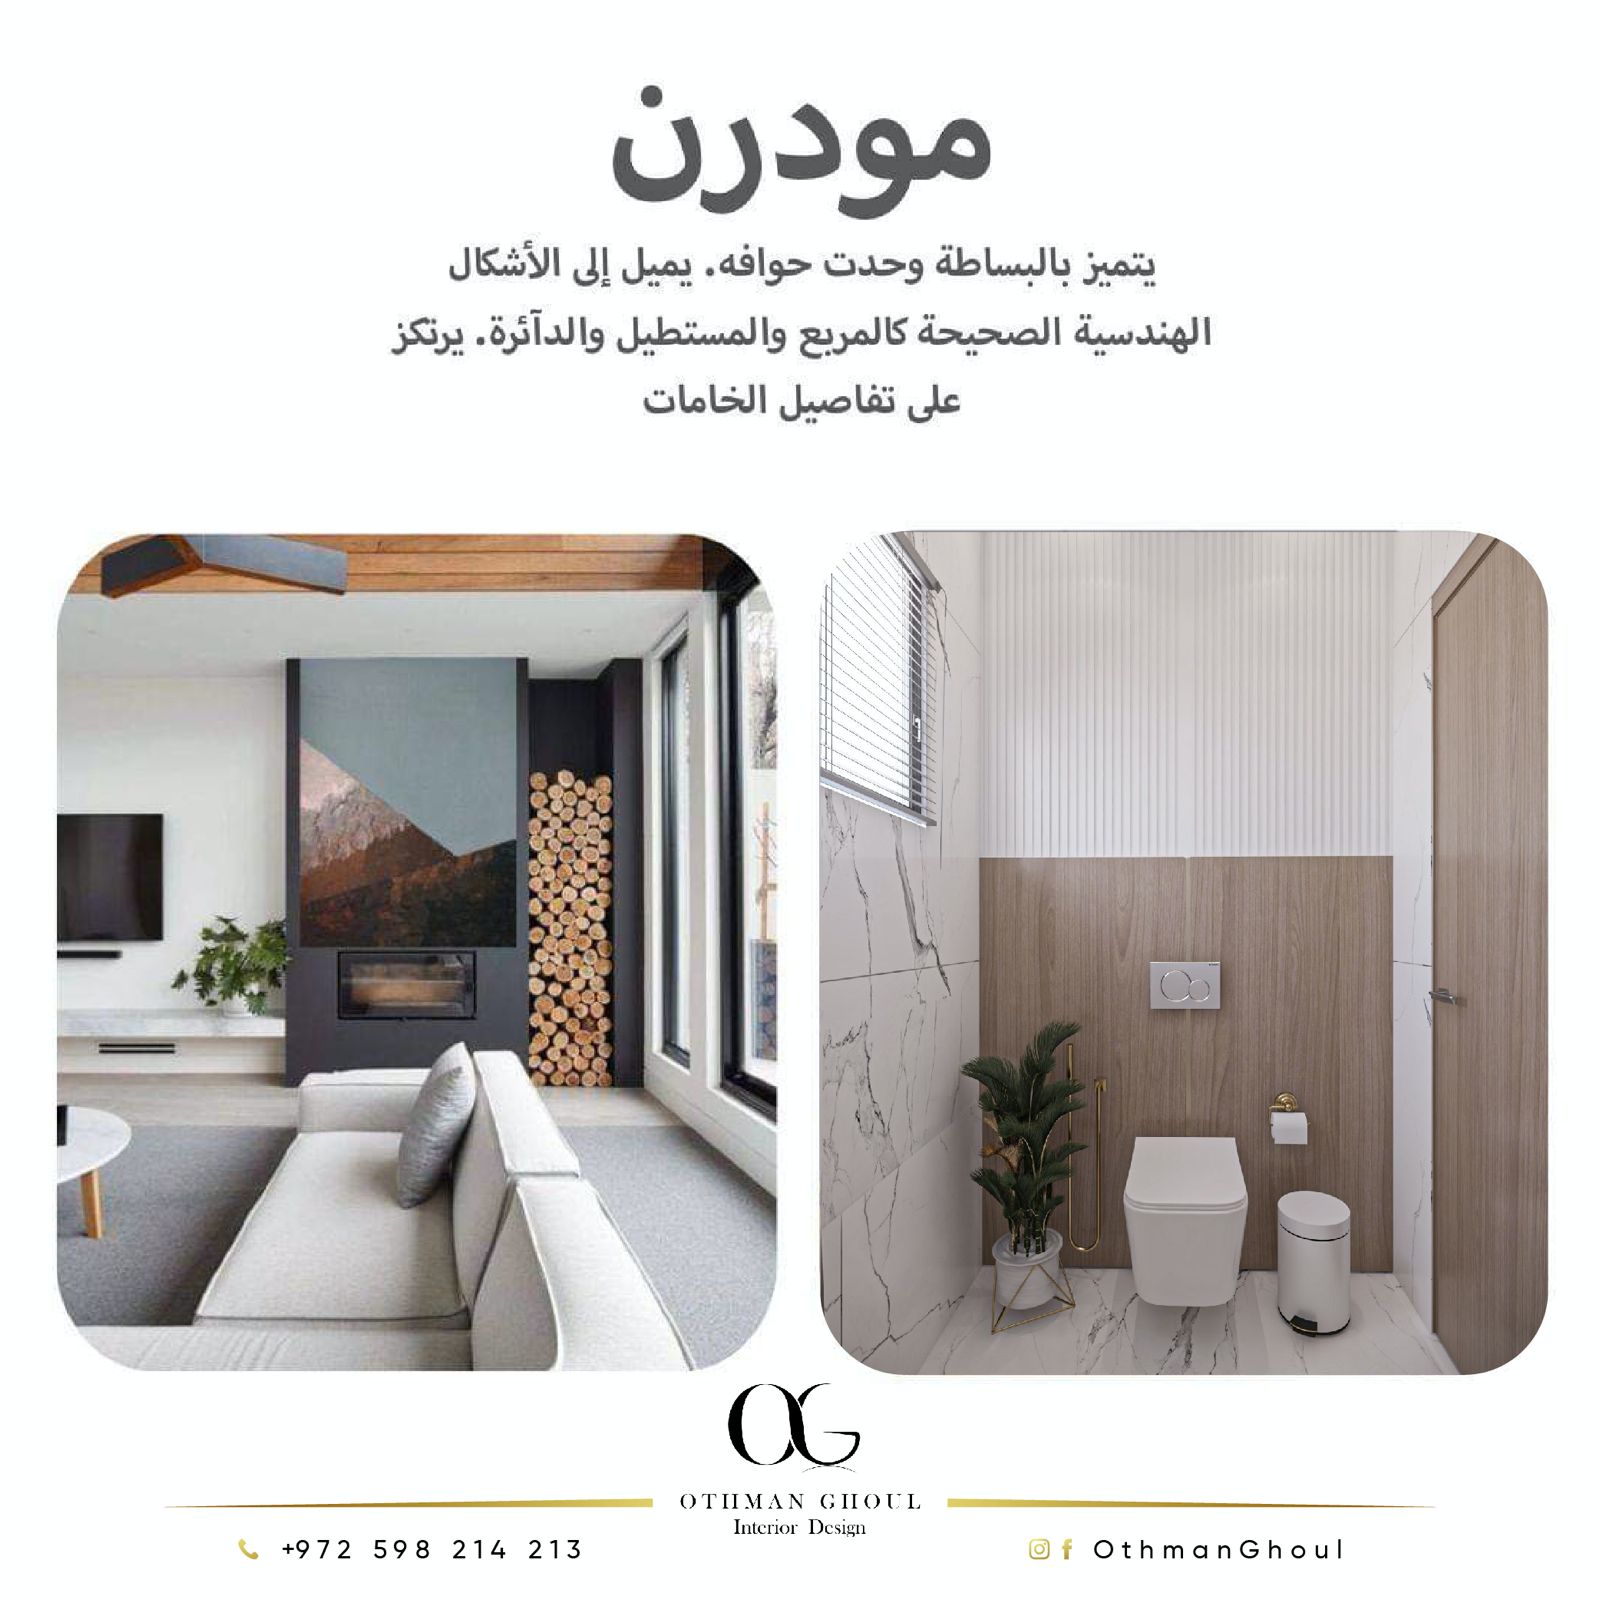 مودرن
يتميز بالبساطة وحدت حوافه. يميل إلى الأشكال
الهندسية الصحيحة كالمربع والمستطيل والدآئرة. يرتكز
على تفاصيل الخامات
OG
OTHMAN GHOUL
Interior Design
+972 598 214 213
OthmanGhoul